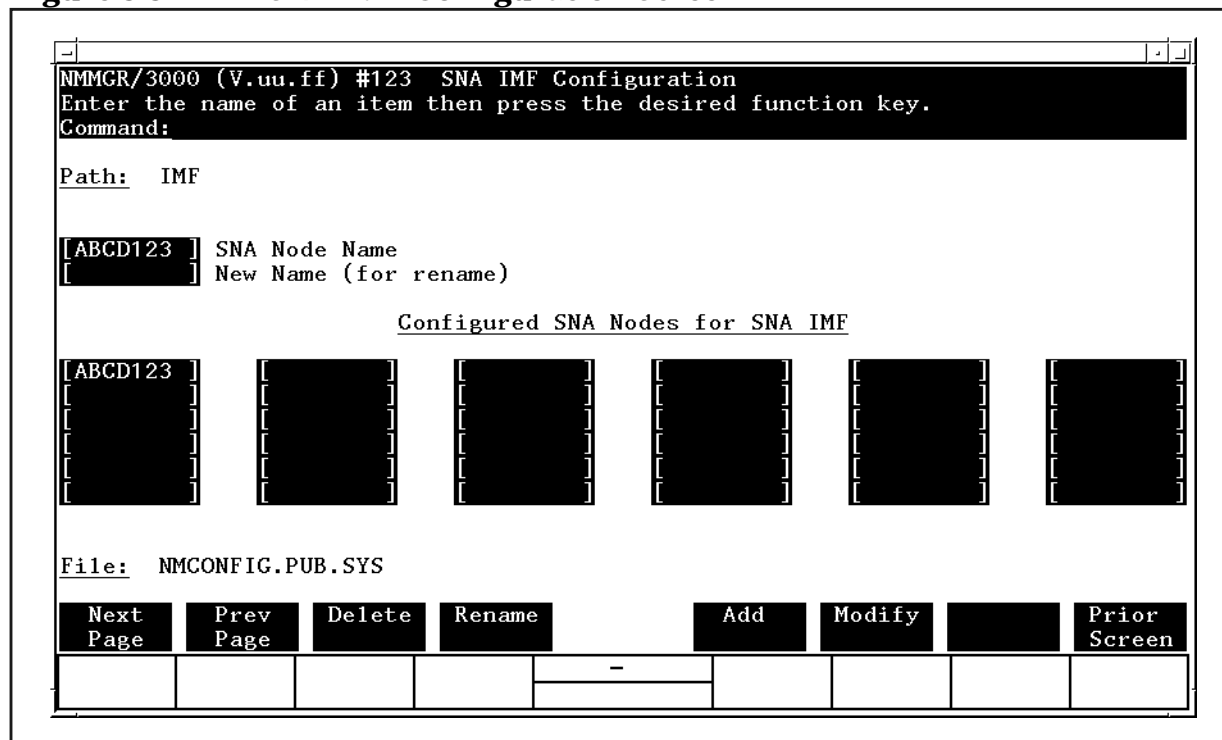 NMMGR/3000 (V.uu.ff) #123 SNA IMF Configuration
Enter the name of an item then press the desired function key.
Command:
Path: IMF
[ABCD123 ] SNA Node Name
[ ] New Name (for rename)
Configured SNA Nodes for SNA IMF
[ABCD123 ] [ ] [ ] [ ] [ ] [ ]
[ ] [ ] [ ] [ ] [ ] [ ]
[ ] [ ] [ ] [ ] [ ] [ ]
[ ] [ ] [ ] [ ] [ ] [ ]
[ ] [ ] [ ] [ ] [ ] [ ]
[ ] [ ] [ ] [ ] [ ] [ ]
File: NMCONFIG.PUB.SYS
Next Page Prev Page Delete Rename Add Modify Prior Screen